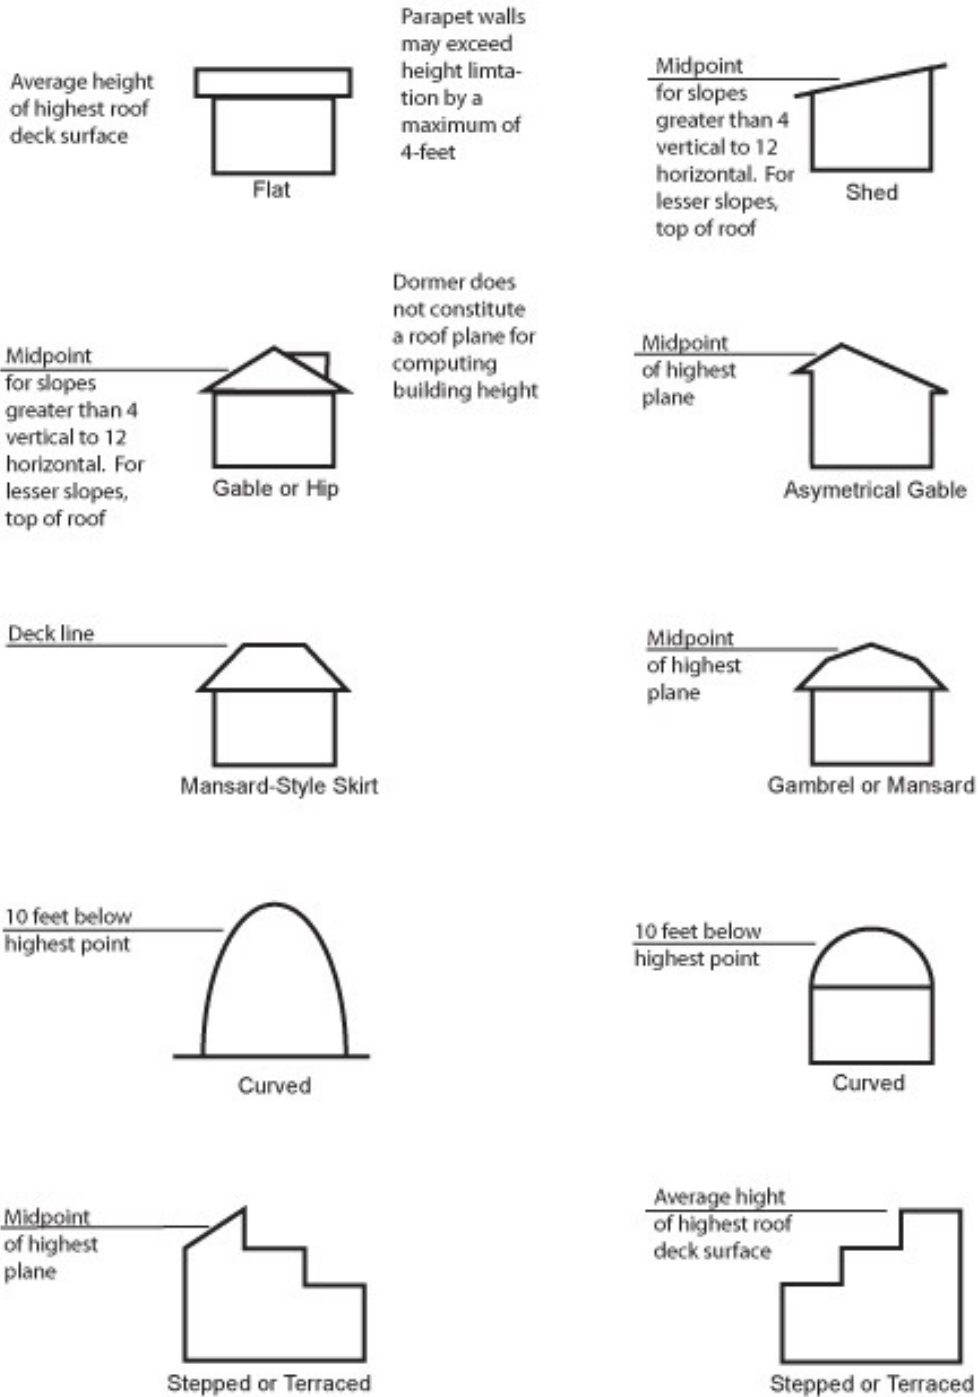 Average height
of highest roof
deck surface
Flat
Parapet walls
may exceed
height limta-
tion by a
maximum of
4-feet
Midpoint
for slopes
greater than 4
vertical to 12
horizontal. For
lesser slopes,
top of roof
Shed
Midpoint
for slopes
greater than 4
vertical to 12
horizontal. For
lesser slopes,
top of roof
Gable or Hip
Dormer does
not constitute
a roof plane for
computing
building height
Midpoint
of highest
plane
Asymetrical Gable
Deck line
Mansard-Style Skirt
Midpoint
of highest
plane
Gambrel or Mansard
10 feet below
highest point
Curved
10 feet below
highest point
Curved
Midpoint
of highest
plane
Stepped or Terraced
Average hight
of highest roof
deck surface
Stepped or Terraced